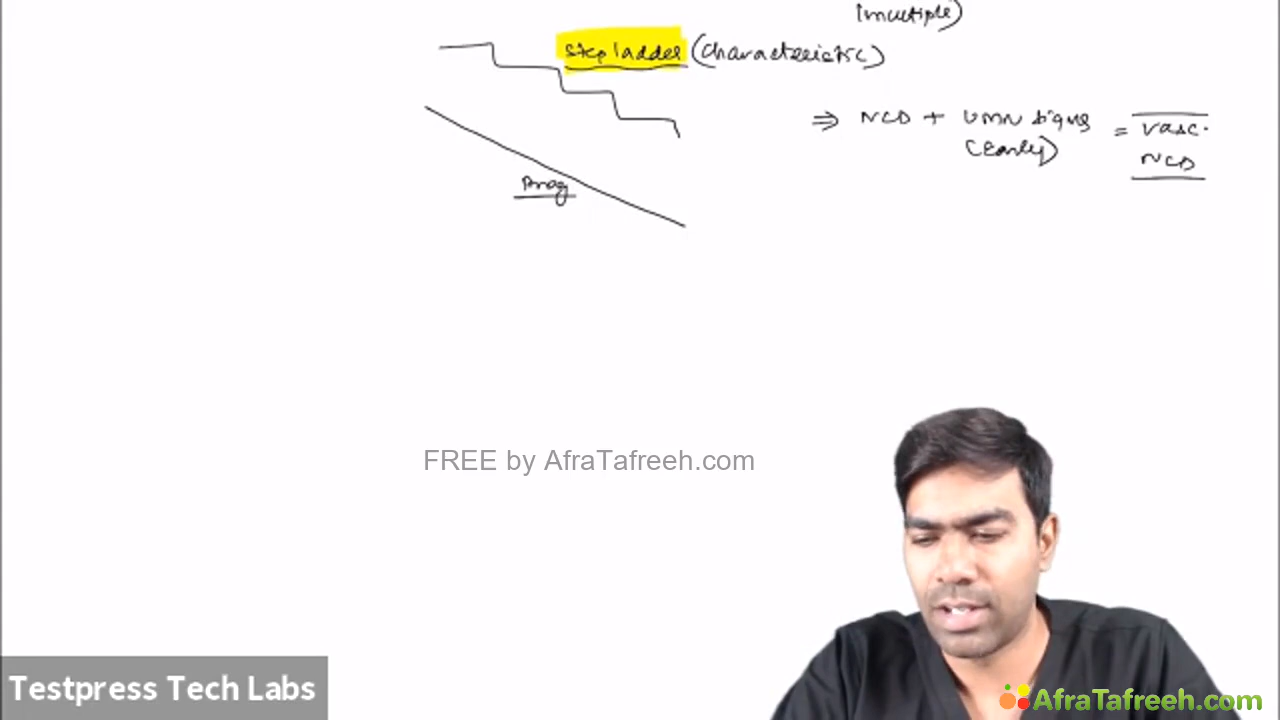 (multiple)
Step ladder (characteristic)
⇒ NCD + UMN signs = vasc.
(Early) NCD
Prog
FREE by AfraTafreeh.com
Testpress Tech Labs
AfraTafreeh.com